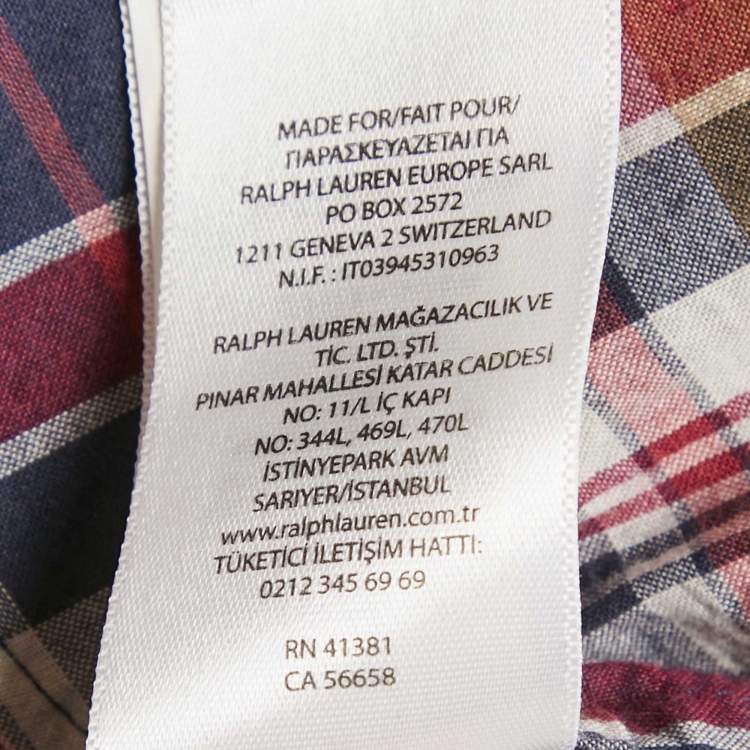 MADE FOR/FAIT POUR/
ΠΑΡΑΣΚΕΥΑΖΕΤΑΙ ΓΙΑ
RALPH LAUREN EUROPE SARL
PO BOX 2572
1211 GENEVA 2 SWITZERLAND
N.I.F. : IT03945310963
RALPH LAUREN MAĞAZACILIK VE
TİC. LTD. ŞTİ.
PINAR MAHALLESİ KATAR CADDESİ
NO: 11/L İÇ KAPI
NO: 344L, 469L, 470L
İSTİNYEPARK AVM
SARIYER/İSTANBUL
www.ralphlauren.com.tr
TÜKETİCİ İLETİŞİM HATTI:
0212 345 69 69
RN 41381
CA 56658